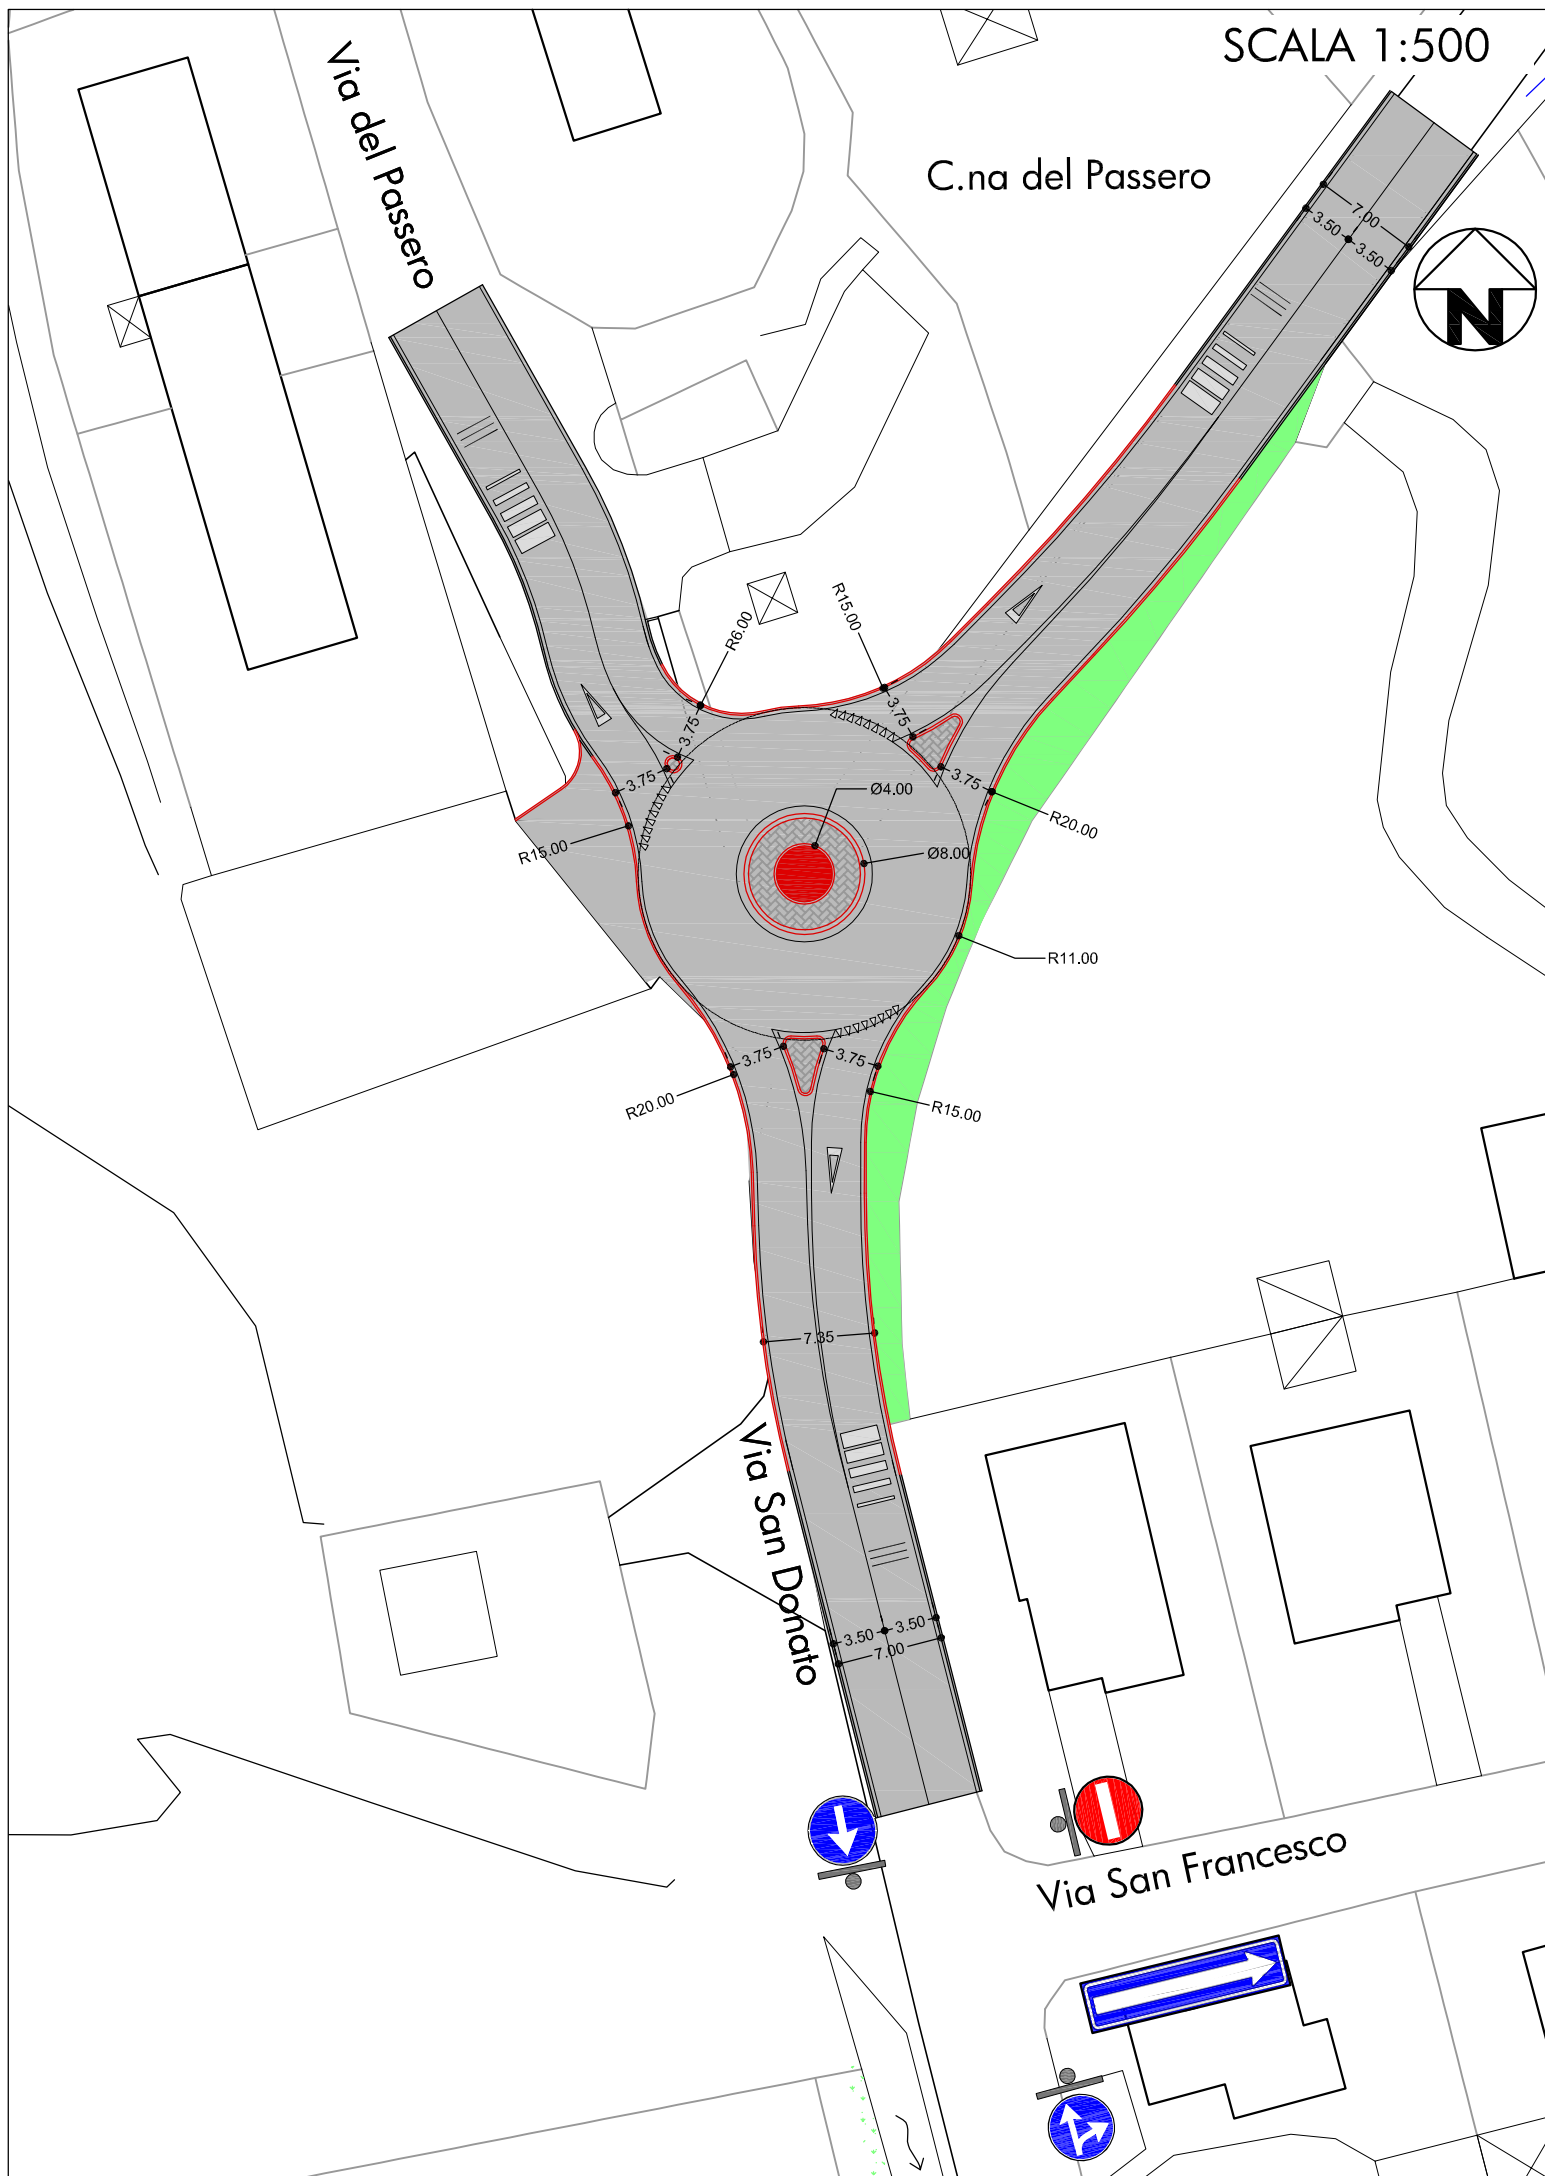 SCALA 1:500
Via del Passero
C.na del Passero
7.00
3.50
3.50
N
R6.00
R15.00
3.75
3.75
3.75
3.75
Ø4.00
R20.00
R15.00
Ø8.00
R11.00
3.75
3.75
R20.00
R15.00
7.35
Via San Donato
3.50
3.50
7.00
Via San Francesco